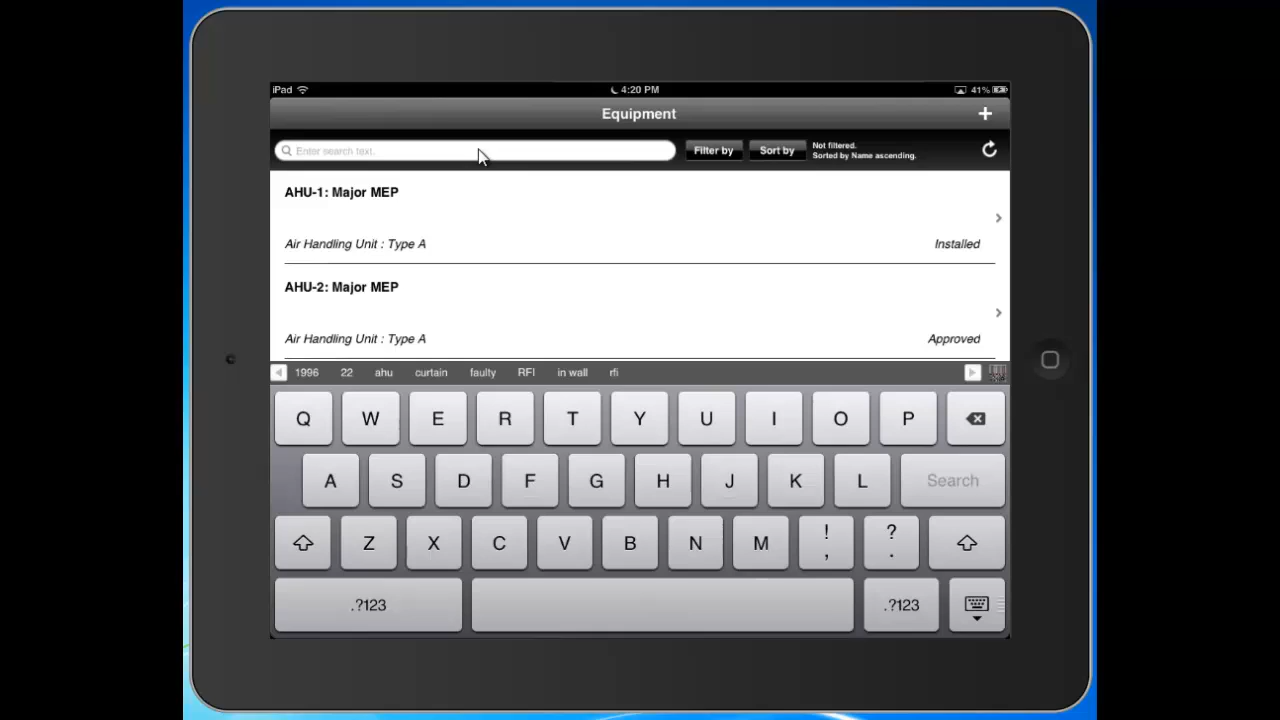 iPad 4:20 PM 41%
Equipment +
Enter search text. Filter by Sort by Not filtered.
Sorted by Name ascending.
AHU-1: Major MEP
Air Handling Unit : Type A Installed
AHU-2: Major MEP
Air Handling Unit : Type A Approved
1996 22 ahu curtain faulty RFI in wall rfi
Q W E R T Y U I O P
A S D F G H J K L Search
Z X C V B N M ! , ? .
.?123 .?123